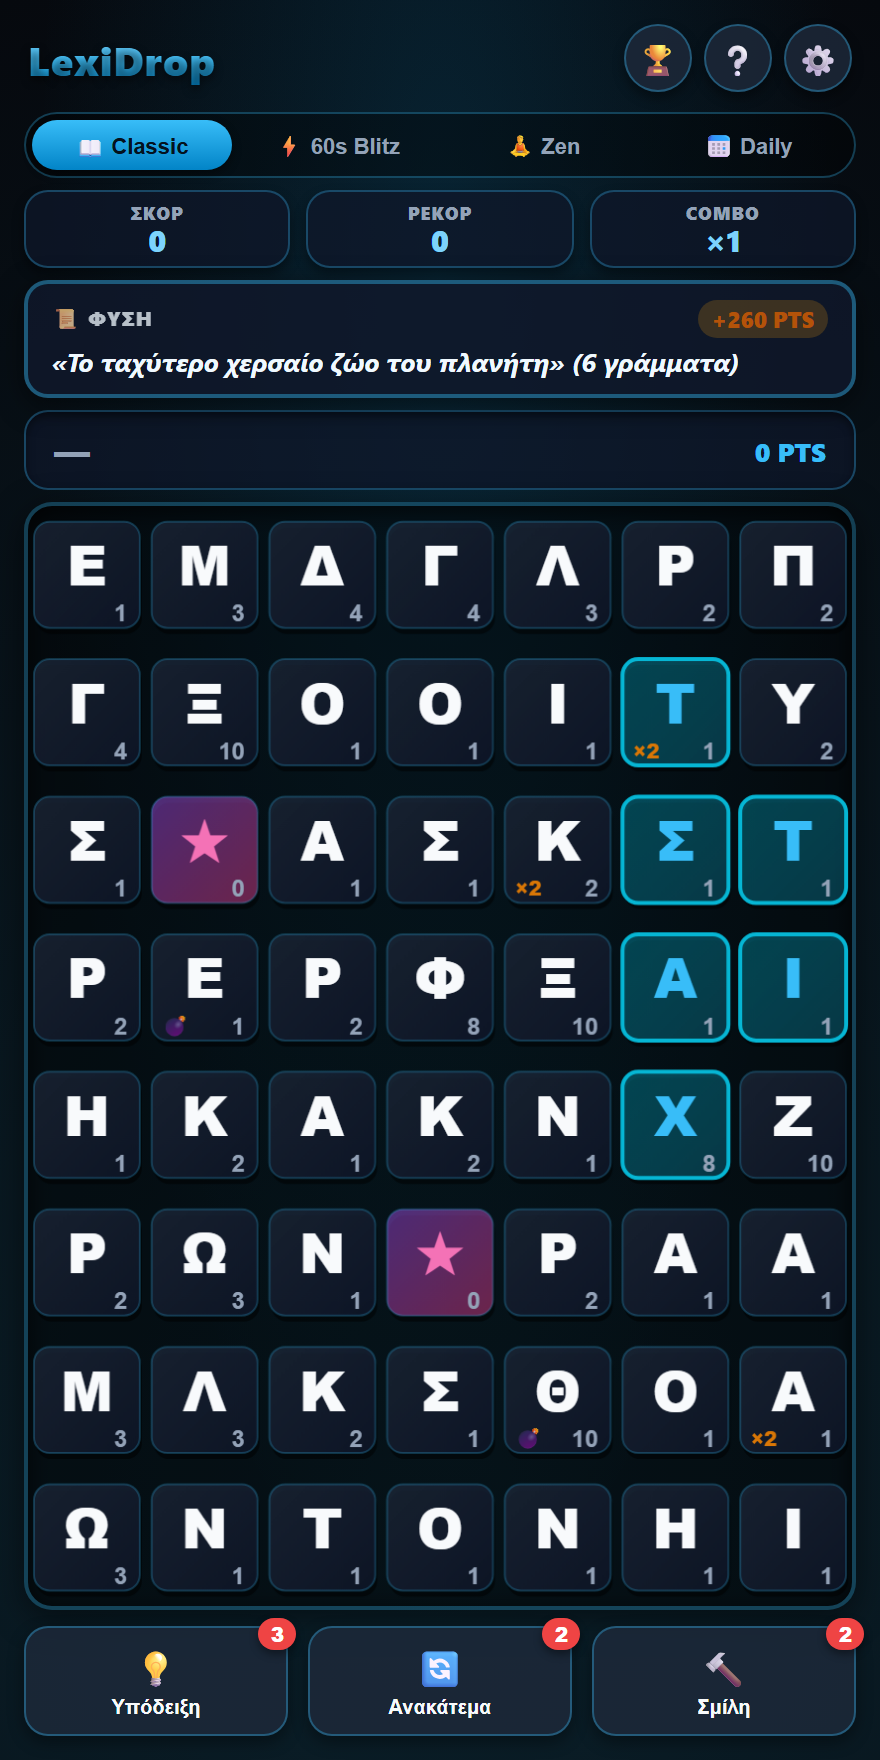 LexiDrop
Classic 60s Blitz Zen Daily
ΣΚΟΡ ΡΕΚΟΡ COMBO
0 0 ×1
ΦΥΣΗ +260 PTS
«Το ταχύτερο χερσαίο ζώο του πλανήτη» (6 γράμματα)
— 0 PTS
Ε Μ Δ Γ Λ Ρ Π
1 3 4 4 3 2 2
Γ Ξ Ο Ο Ι Τ Υ
4 10 1 1 1 ×2 1 2
Σ ★ Α Σ Κ Σ Τ
1 0 1 1 ×2 2 1 1
Ρ Ε Ρ Φ Ξ Α Ι
2 1 2 8 10 1 1
Η Κ Α Κ Ν Χ Ζ
1 2 1 2 1 8 10
Ρ Ω Ν ★ Ρ Α Α
2 3 1 0 2 1 1
Μ Λ Κ Σ Θ Ο Α
3 3 2 1 10 1 ×2 1
Ω Ν Τ Ο Ν Η Ι
3 1 1 1 1 1 1
3 2 2
Υπόδειξη Ανακάτεμα Σμίλη